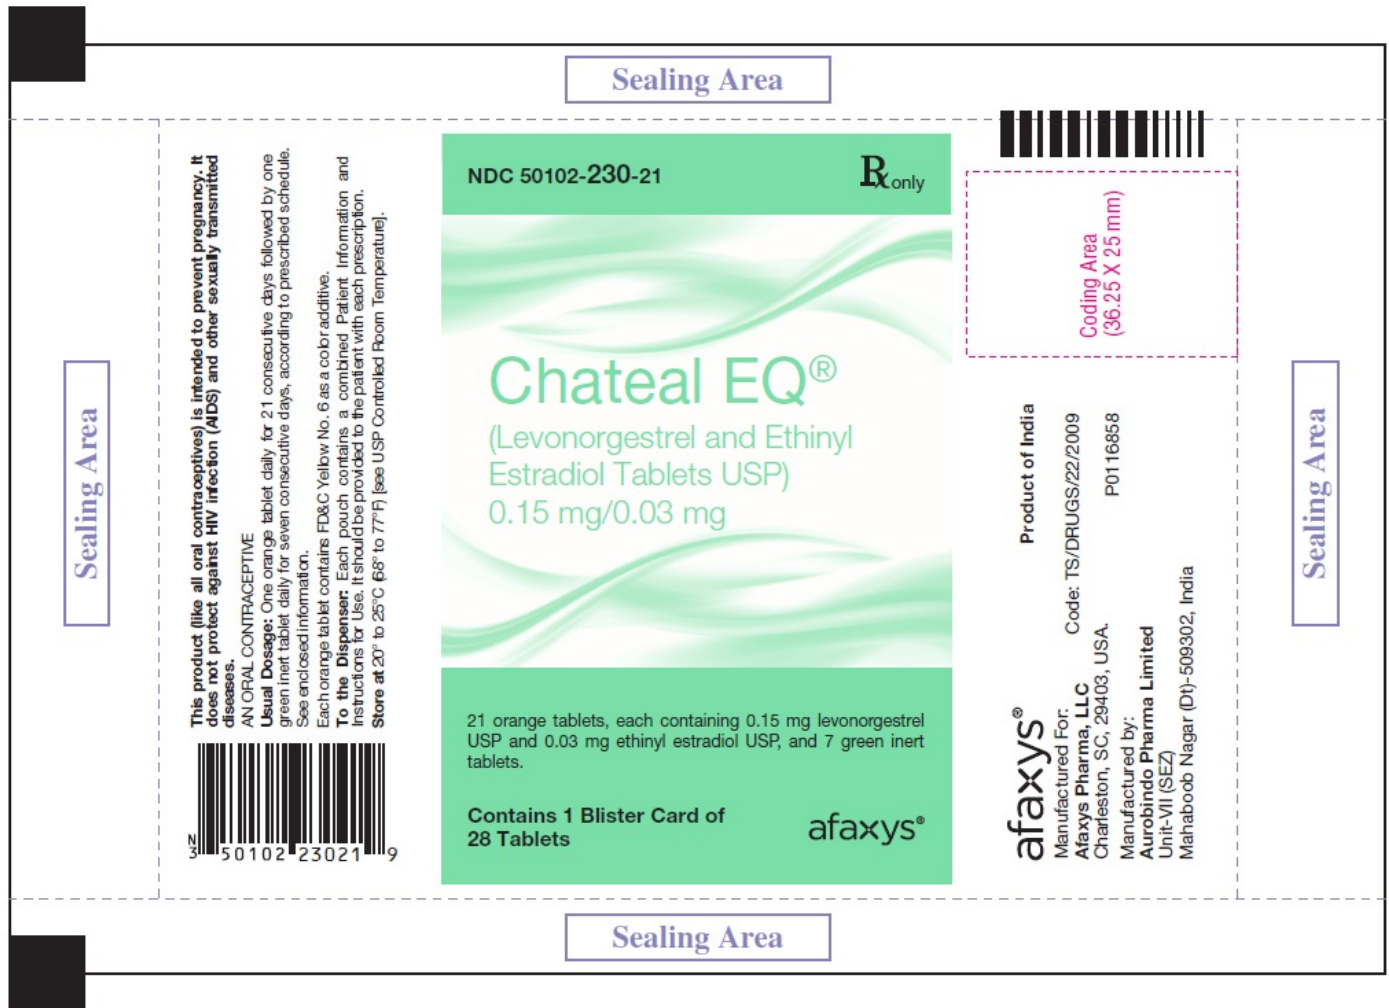 Sealing Area
Sealing Area
This product (like all oral contraceptives) is intended to prevent pregnancy. It
does not protect against HIV infection (AIDS) and other sexually transmitted
diseases.
AN ORAL CONTRACEPTIVE
Usual Dosage: One orange tablet daily for 21 consecutive days followed by one
green inert tablet daily for seven consecutive days, according to prescribed schedule.
See enclosed information.
Each orange tablet contains FD&C Yellow No. 6 as a color additive.
To the Dispenser: Each pouch contains a combined Patient Information and
Instructions for Use. It should be provided to the patient with each prescription.
Store at 20° to 25°C (68° to 77°F) [see USP Controlled Room Temperature].
N
3 50102 23021 9
NDC 50102-230-21
Rx only
Chateal EQ®
(Levonorgestrel and Ethinyl
Estradiol Tablets USP)
0.15 mg/0.03 mg
21 orange tablets, each containing 0.15 mg levonorgestrel
USP and 0.03 mg ethinyl estradiol USP, and 7 green inert
tablets.
Contains 1 Blister Card of
28 Tablets
afaxys®
Coding Area
(36.25 X 25 mm)
afaxys®
Product of India
Manufactured For:
Afaxys Pharma, LLC Code: TS/DRUGS/22/2009
Charleston, SC, 29403, USA.
P0116858
Manufactured by:
Aurobindo Pharma Limited
Unit-VII (SEZ)
Mahaboob Nagar (Dt)-509302, India
Sealing Area
Sealing Area